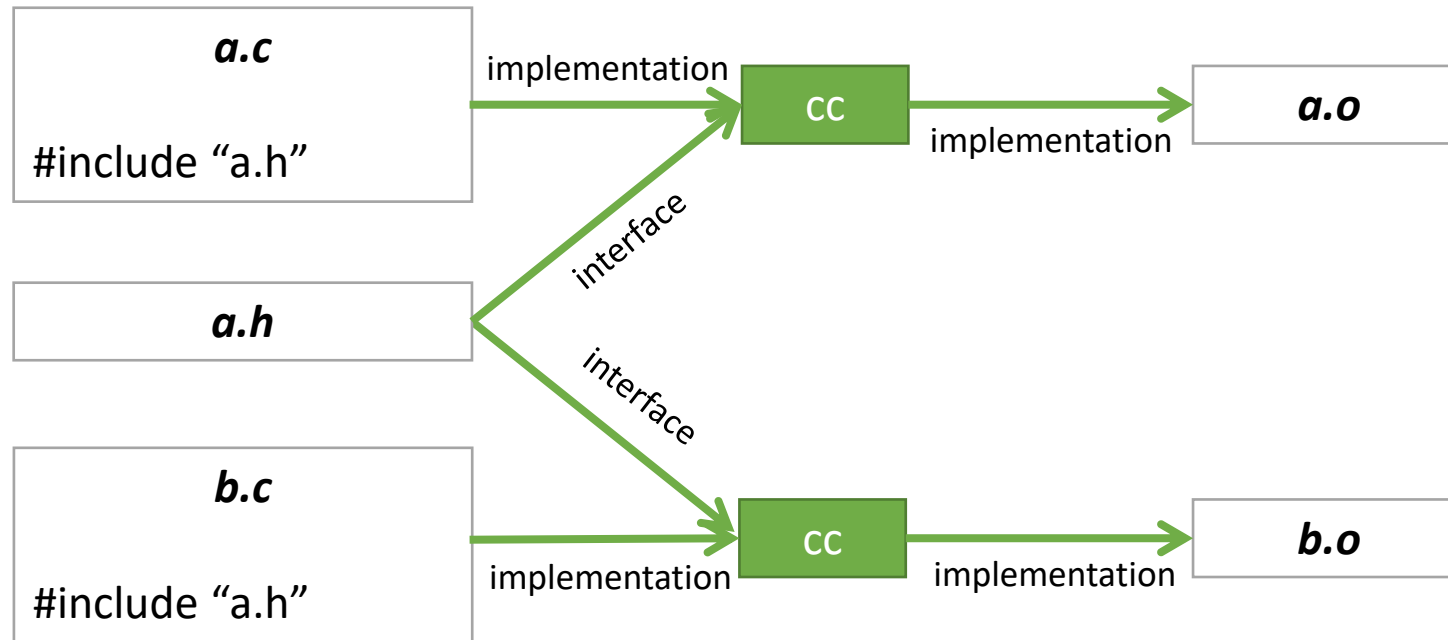 a.c
#include “a.h”
implementation
cc
implementation
a.o
interface
a.h
interface
b.c
#include “a.h”
implementation
cc
implementation
b.o